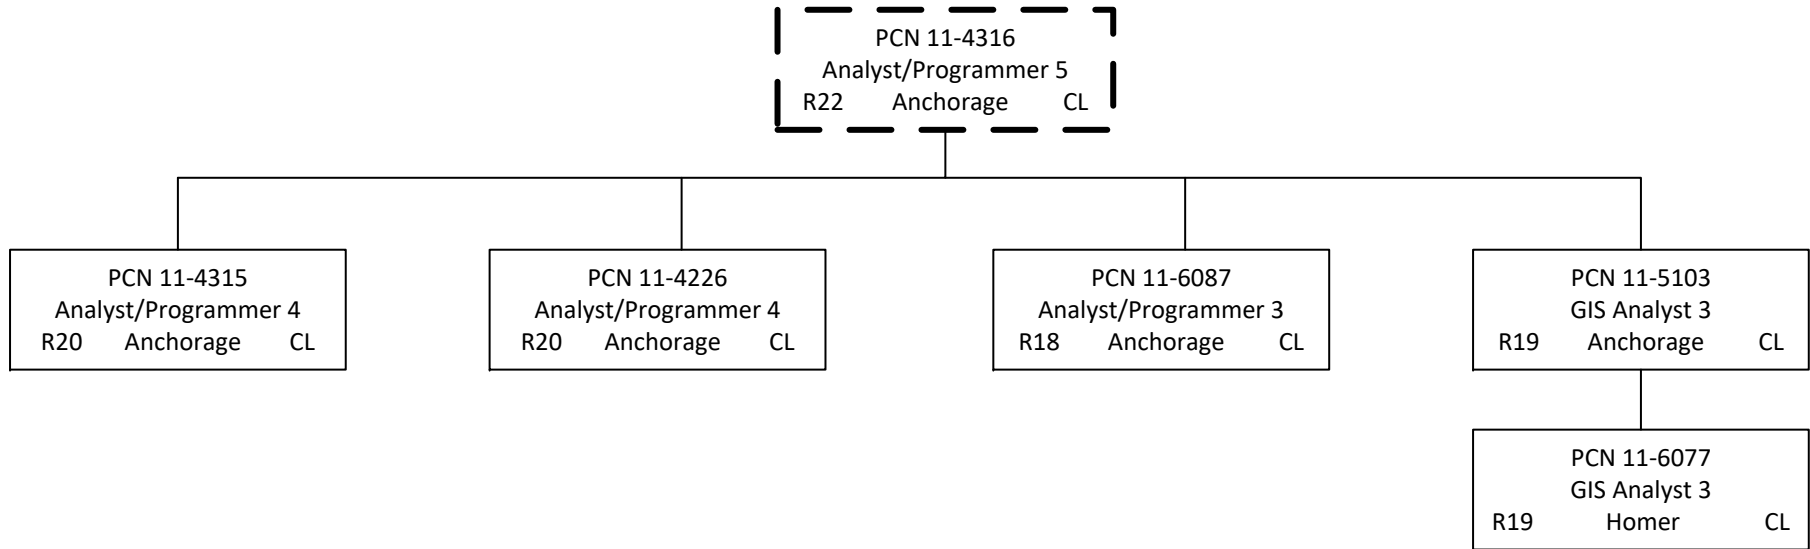 PCN 11-4316
Analyst/Programmer 5
R22 Anchorage CL
PCN 11-4315
Analyst/Programmer 4
R20 Anchorage CL
PCN 11-4226
Analyst/Programmer 4
R20 Anchorage CL
PCN 11-6087
Analyst/Programmer 3
R18 Anchorage CL
PCN 11-5103
GIS Analyst 3
R19 Anchorage CL
PCN 11-6077
GIS Analyst 3
R19 Homer CL